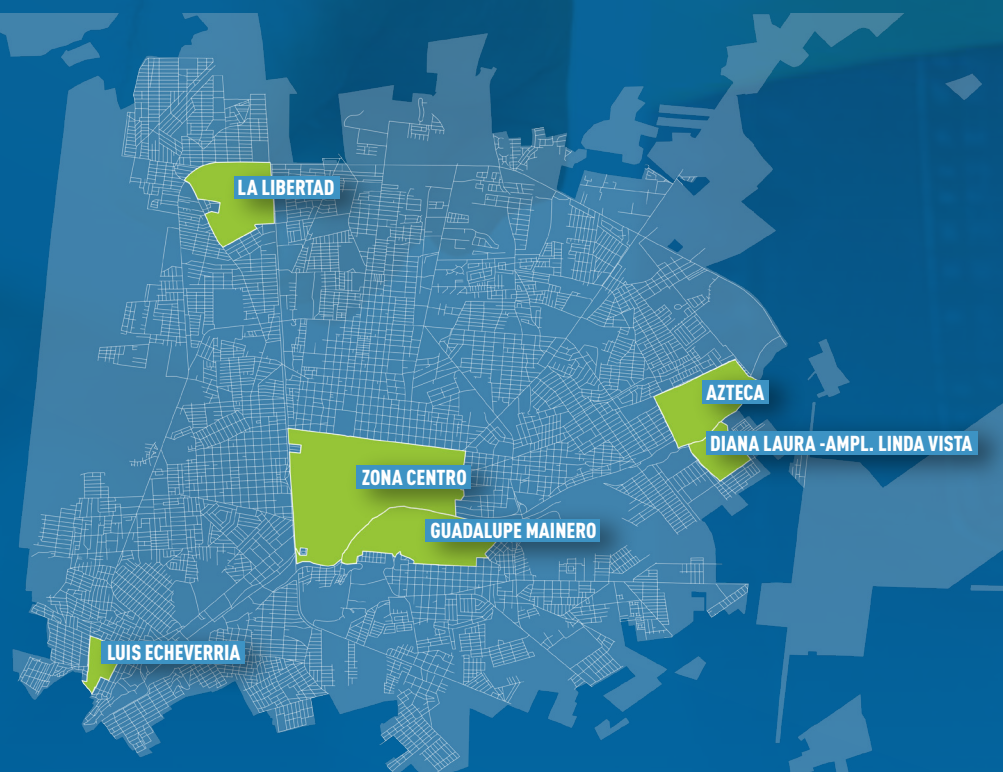 LA LIBERTAD
AZTECA
DIANA LAURA -AMPL. LINDA VISTA
ZONA CENTRO
GUADALUPE MAINERO
LUIS ECHEVERRIA